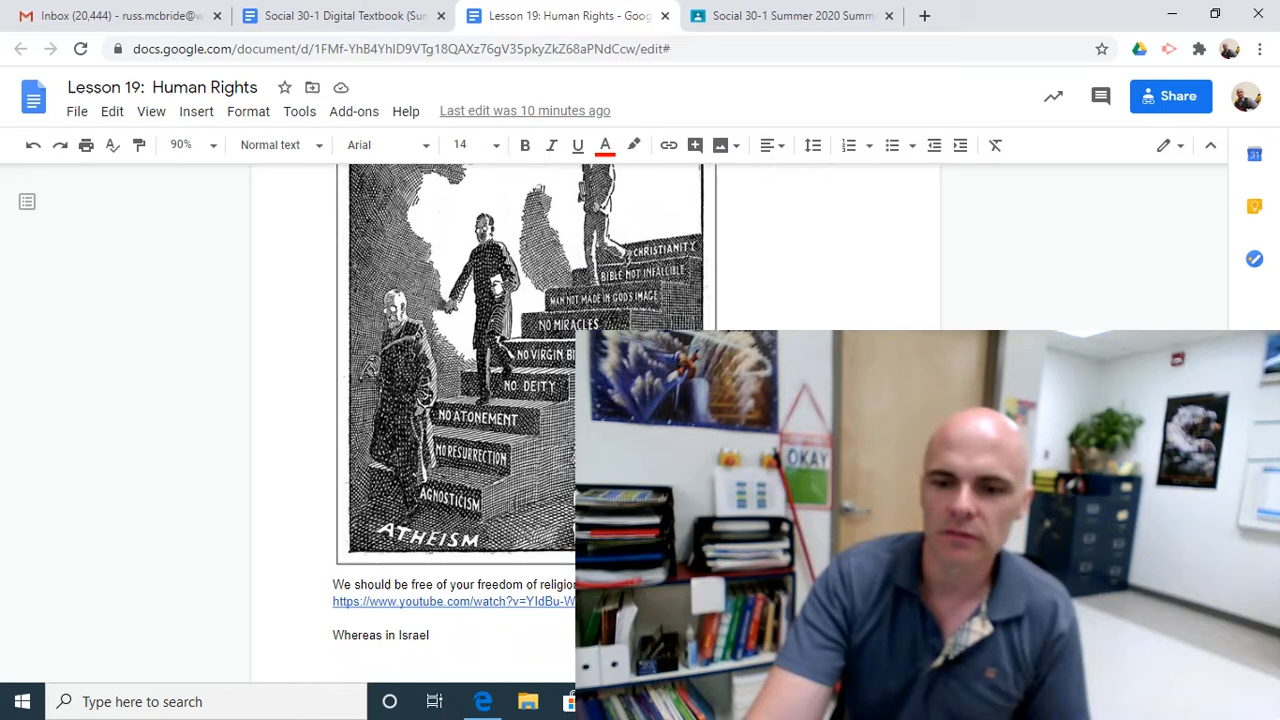 Inbox (20,444) - russ.mcbride@w
Social 30-1 Digital Textbook (Sum
Lesson 19: Human Rights - Goog
Social 30-1 Summer 2020 Summe
docs.google.com/document/d/1FMf-YhB4YhlD9VTg18QAXz76gV35pkyZkZ68aPNdCcw/edit#
Lesson 19: Human Rights
File Edit View Insert Format Tools Add-ons Help Last edit was 10 minutes ago
Share
90% Normal text Arial 14 B I U A
31
CHRISTIANITY
BIBLE NOT INFALLIBLE
MAN NOT MADE IN GODS IMAGE
NO MIRACLES
NO VIRGIN BI
NO DEITY
NO ATONEMENT
NO RESURRECTION
AGNOSTICISM
ATHEISM
OKAY
We should be free of your freedom of religion
https://www.youtube.com/watch?v=YIdBu-W
Whereas in Israel
Type here to search